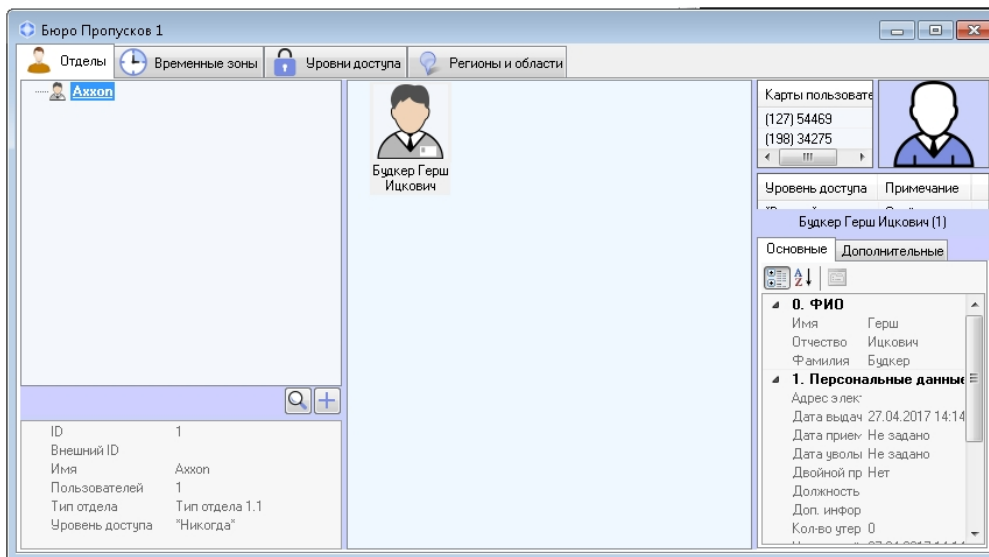 Бюро Пропусков 1
Отделы Временные зоны Уровни доступа Регионы и области
Axxon
Будкер Герш
Ицкович
Карты пользовате
(127) 54469
(198) 34275
Уровень доступа Примечание
Будкер Герш Ицкович (1)
Основные Дополнительные
0. ФИО
Имя Герш
Отчество Ицкович
Фамилия Будкер
1. Персональные данные
Адрес элек
Дата выдач 27.04.2017 14:14
Дата прием Не задано
Дата уволы Не задано
Двойной пр Нет
Должность
Доп. инфор
Кол-во утер 0
ID 1
Внешний ID
Имя Axxon
Пользователей 1
Тип отдела Тип отдела 1.1
Уровень доступа "Никогда"